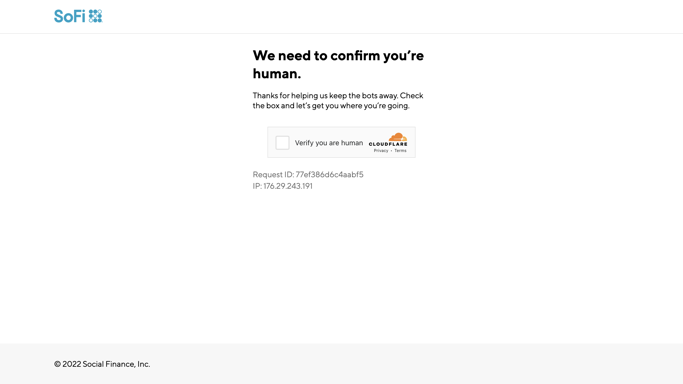 SoFi
We need to confirm you’re
human.
Thanks for helping us keep the bots away. Check
the box and let’s get you where you’re going.
Verify you are human
CLOUDFLARE
Privacy • Terms
Request ID: 77ef386d6c4aabf5
IP: 176.29.243.191
© 2022 Social Finance, Inc.